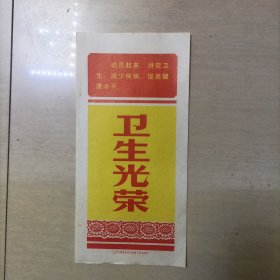 动员起来，讲究卫
生，减少疾病，提高健
康水平，
卫生光荣